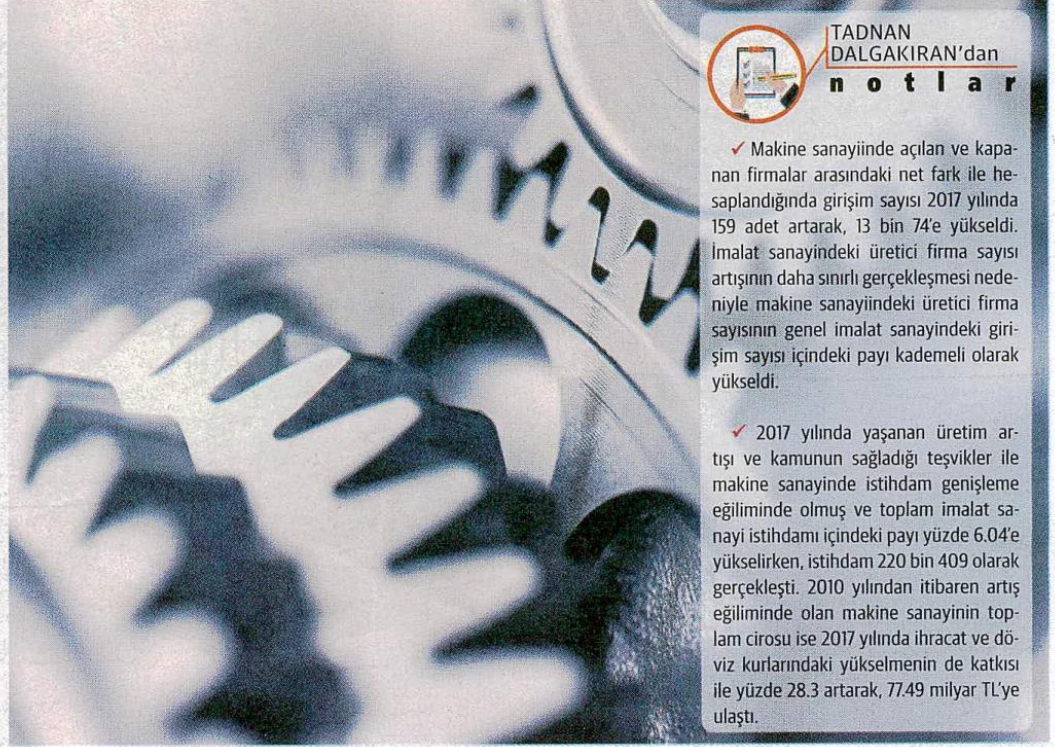 TADNAN
DALGAKIRAN'dan
notlar
✓ Makine sanayiinde açılan ve kapa-
nan firmalar arasındaki net fark ile he-
saplandığında girişim sayısı 2017 yılında
159 adet artarak, 13 bin 74'e yükseldi.
İmalat sanayindeki üretici firma sayısı
artışının daha sınırlı gerçekleşmesi nede-
niyle makine sanayiindeki üretici firma
sayısının genel imalat sanayindeki giri-
şim sayısı içindeki payı kademeli olarak
yükseldi.
✓ 2017 yılında yaşanan üretim ar-
tışı ve kamunun sağladığı teşvikler ile
makine sanayinde istihdam genişleme
eğiliminde olmuş ve toplam imalat sa-
nayi istihdamı içindeki payı yüzde 6.04'e
yükselirken, istihdam 220 bin 409 olarak
gerçekleşti. 2010 yılından itibaren artış
eğiliminde olan makine sanayinin top-
lam cirosu ise 2017 yılında ihracat ve dö-
viz kurlarındaki yükselmenin de katkısı
ile yüzde 28.3 artarak, 77.49 milyar TL'ye
ulaştı.